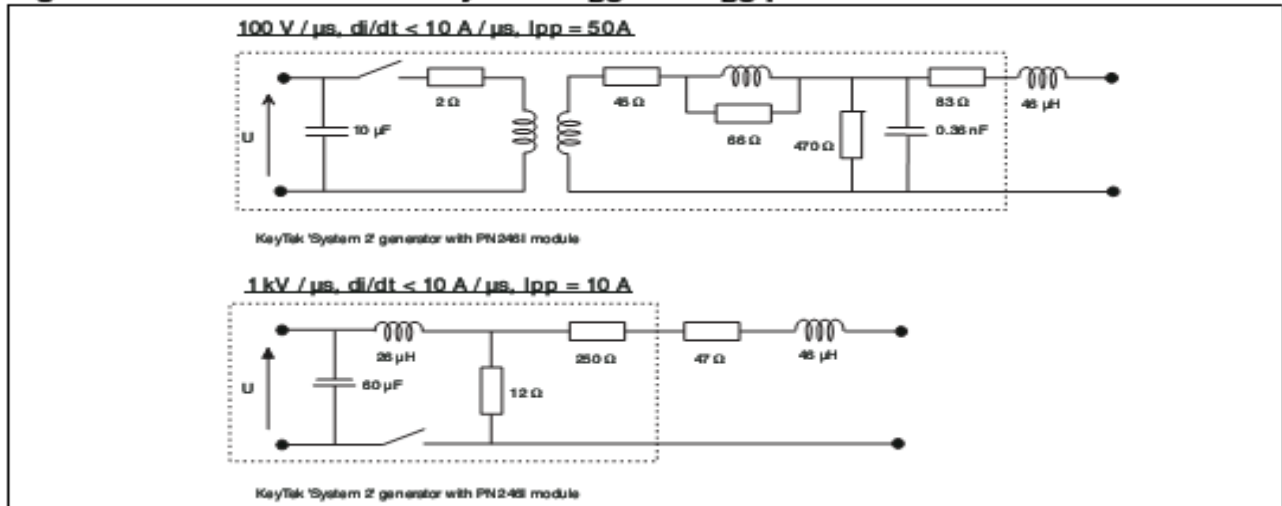 100 V / µs, di/dt < 10 A / µs, Ipp = 50A
2 Ω
45 Ω
83 Ω
46 µH
U
10 µF
66 Ω
470 Ω
0.36 nF
KeyTek 'System 2' generator with PN246I module
1 kV / µs, di/dt < 10 A / µs, Ipp = 10 A
26 µH
250 Ω
47 Ω
46 µH
U
60 µF
12 Ω
KeyTek 'System 2' generator with PN246I module